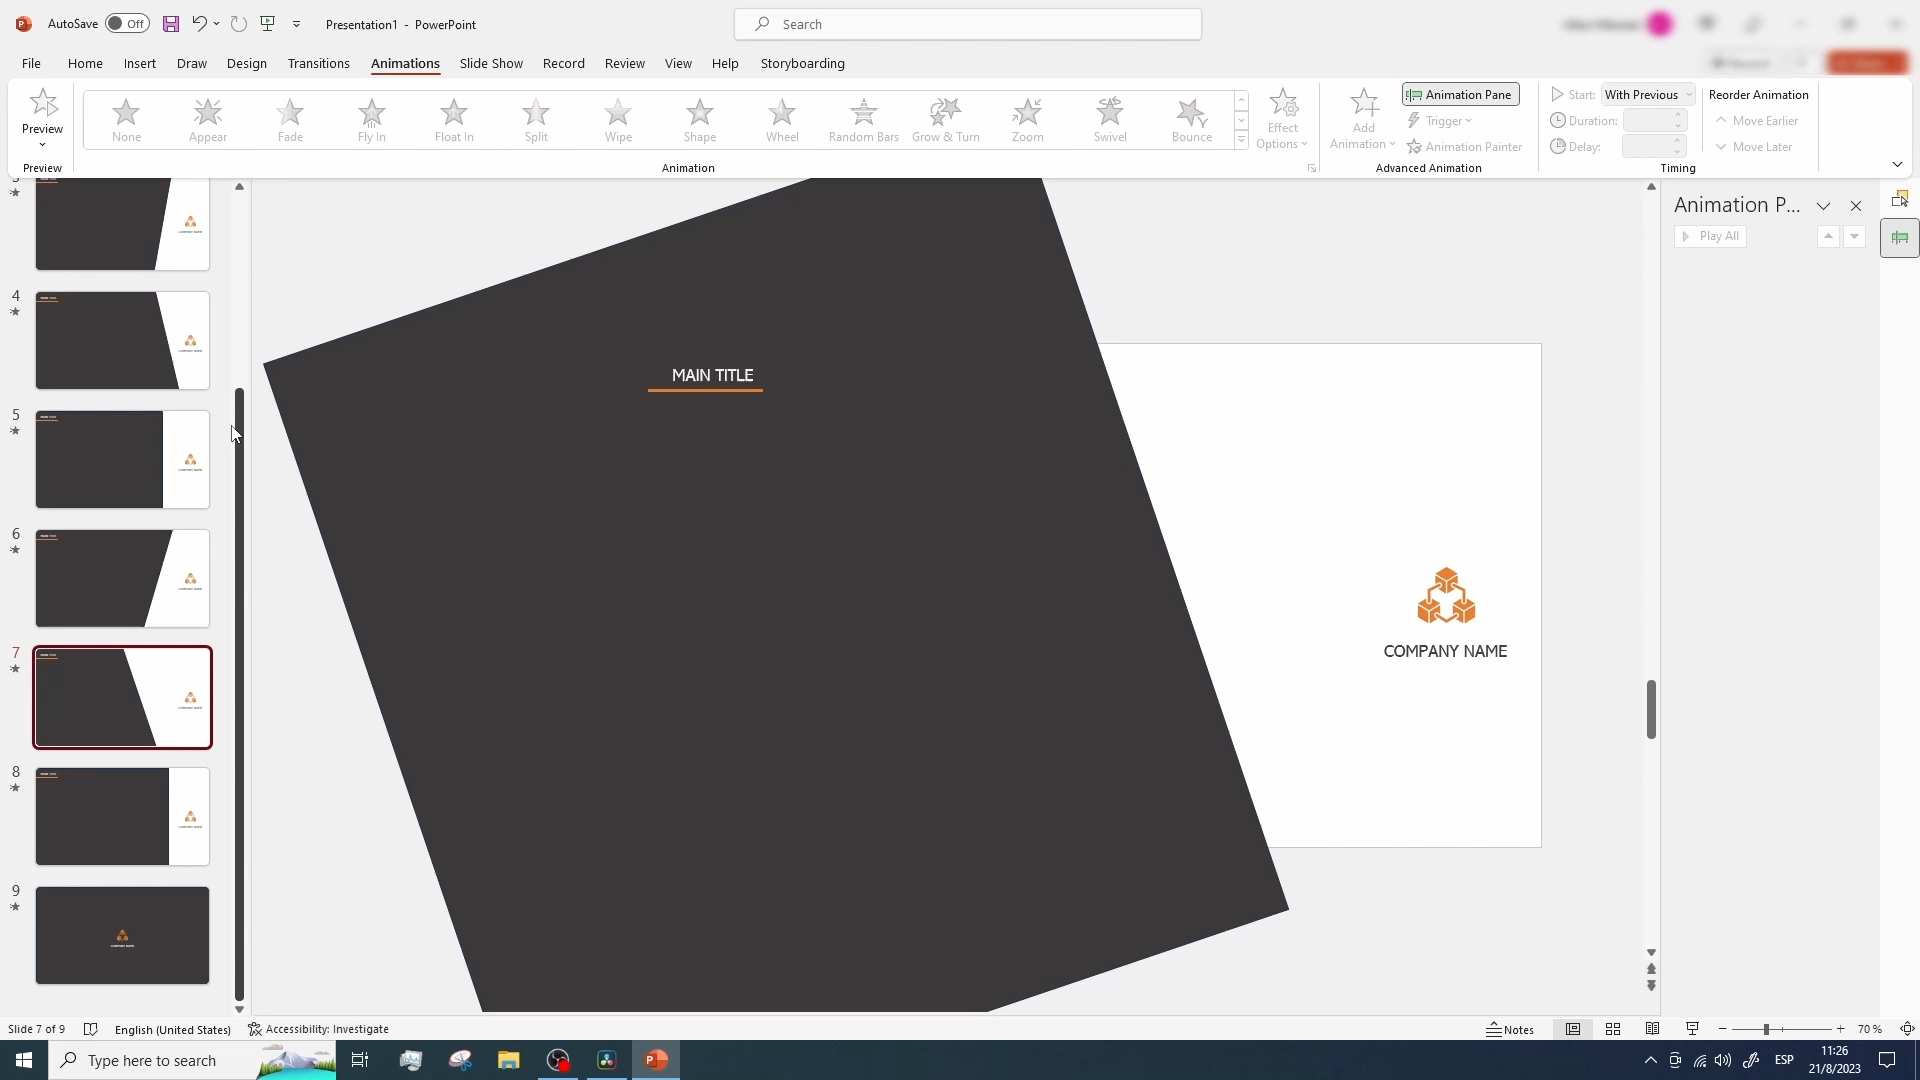 AutoSave Off Presentation1 - PowerPoint Search
File Home Insert Draw Design Transitions Animations Slide Show Record Review View Help Storyboarding
Preview
None Appear Fade Fly In Float In Split Wipe Shape Wheel Random Bars Grow & Turn Zoom Swivel Bounce
Effect Options
Add Animation
Animation Pane
Trigger
Animation Painter
Start: With Previous
Duration:
Delay:
Reorder Animation
Move Earlier
Move Later
Preview Animation Advanced Animation Timing
Animation P...
Play All
3
4
5
6
7
8
9
MAIN TITLE
COMPANY NAME
Slide 7 of 9 English (United States) Accessibility: Investigate Notes 70 %
Type here to search ESP 11:26
21/8/2023